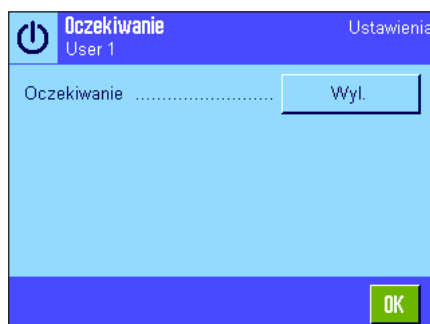 Oczekiwanie Ustawienia
User 1
Oczekiwanie .......................... Wyl.
OK